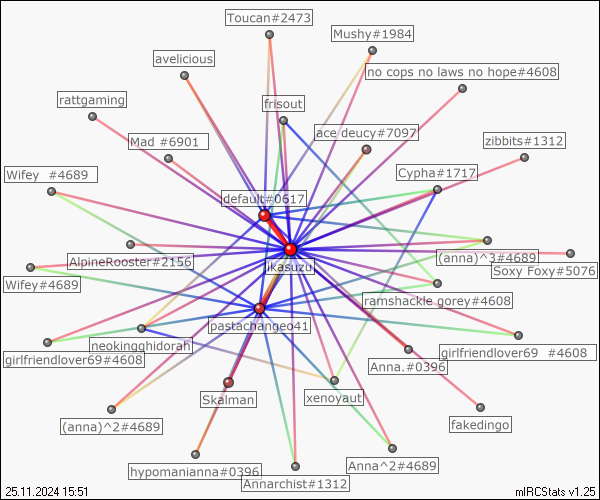 Toucan#2473
Mushy#1984
avelicious
no cops no laws no hope#4608
rattgaming
frisout
ace deucy#7097
Mad #6901
zibbits#1312
Wifey #4689
Cypha#1717
default#0617
AlpineRooster#2156
ikasuzu
(anna)^3#4689
Soxy Foxy#5076
Wifey#4689
ramshackle gorey#4608
pastachangeo41
neokingghidorah
girlfriendlover69#4608
girlfriendlover69 #4608
Anna.#0396
Skalman
xenoyaut
(anna)^2#4689
fakedingo
hypomanianna#0396
Anna^2#4689
Annarchist#1312
25.11.2024 15:51
mIRCStats v1.25